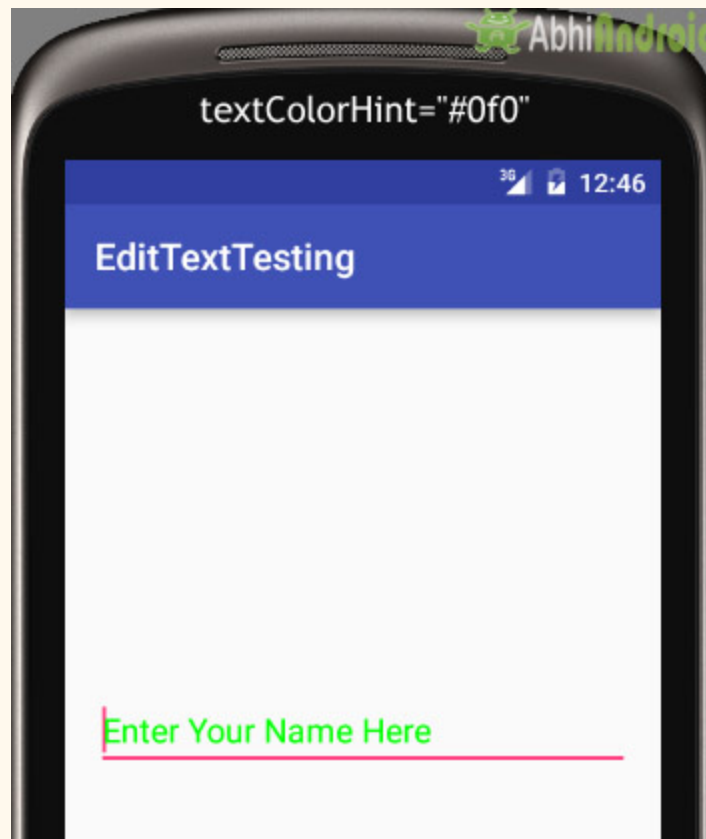 AbhiAndroid
textColorHint="#0f0"
3G 12:46
EditTextTesting
Enter Your Name Here